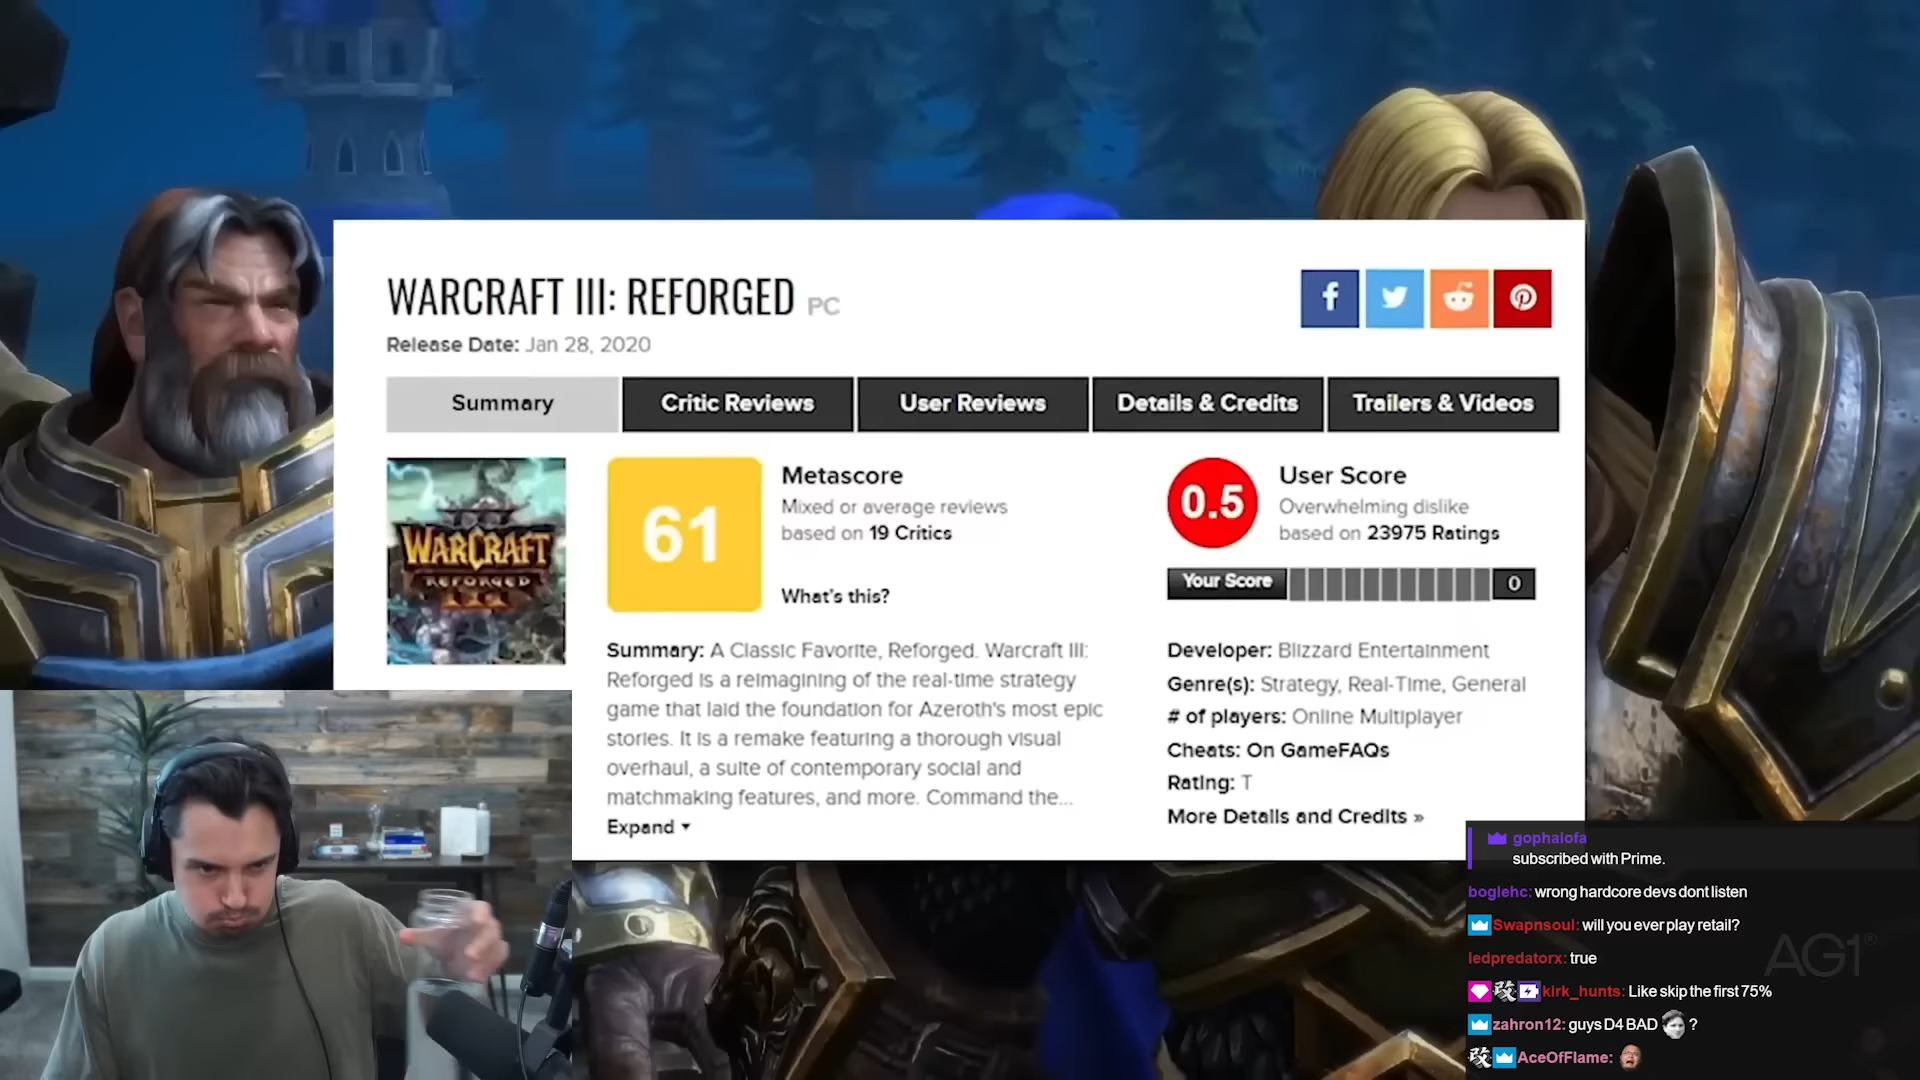 WARCRAFT III: REFORGED PC
Release Date: Jan 28, 2020
Summary
Critic Reviews
User Reviews
Details & Credits
Trailers & Videos
WARCRAFT
REFORGED
III
61
Metascore
Mixed or average reviews
based on 19 Critics
What's this?
0.5
User Score
Overwhelming dislike
based on 23975 Ratings
Your Score
0
Summary: A Classic Favorite, Reforged. Warcraft III:
Reforged is a reimagining of the real-time strategy
game that laid the foundation for Azeroth's most epic
stories. It is a remake featuring a thorough visual
overhaul, a suite of contemporary social and
matchmaking features, and more. Command the...
Expand
Developer: Blizzard Entertainment
Genre(s): Strategy, Real-Time, General
# of players: Online Multiplayer
Cheats: On GameFAQs
Rating: T
More Details and Credits »
gophalofa
subscribed with Prime.
boglehc: wrong hardcore devs dont listen
Swapnsoul: will you ever play retail?
ledpredatorx: true
改 kirk_hunts: Like skip the first 75%
zahron12: guys D4 BAD ?
改 AceOfFlame:
AG1®